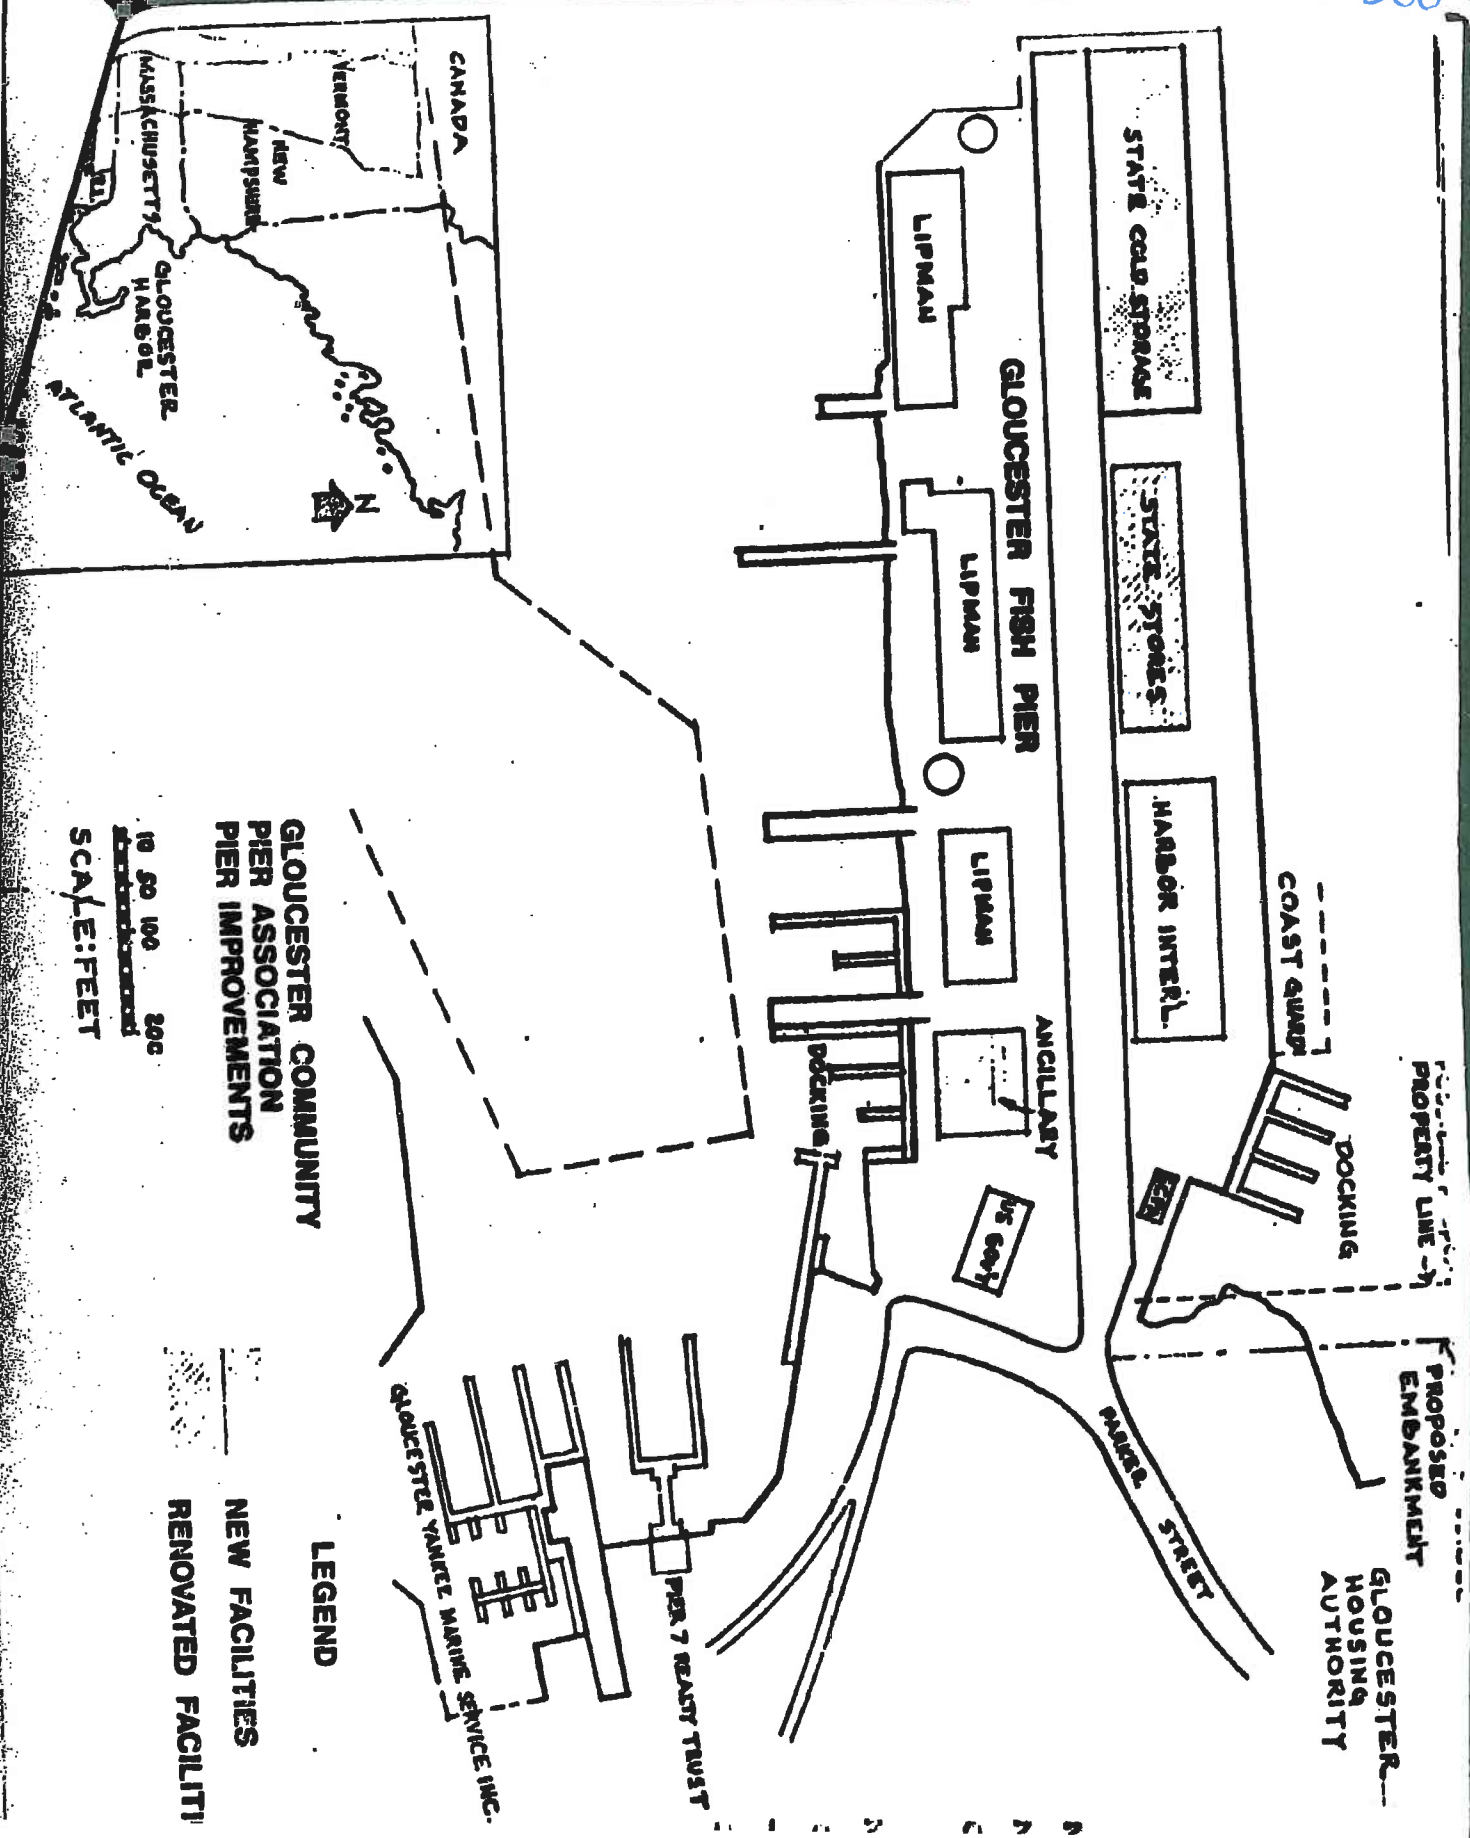 STATE COLD STORAGE
STATE STORES
HARBOR INTER'L.
COAST GUARD
DOCKING
PROPERTY LINE
PROPOSED
EMBANKMENT
GLOUCESTER
HOUSING
AUTHORITY
LIPMAN
GLOUCESTER FISH PIER
LIPMAN
LIPMAN
ANCILLARY
DOCKING
US GOV'T
PARKER STREET
PIER 7 REALTY TRUST
GLOUCESTER YANKEE MARINE SERVICE INC.
CANADA
VERMONT
NEW
HAMPSHIRE
MASSACHUSETTS
R.I.
GLOUCESTER
HARBOR
ATLANTIC OCEAN
N
GLOUCESTER COMMUNITY
PIER ASSOCIATION
PIER IMPROVEMENTS
10 50 100 200
SCALE:FEET
LEGEND
NEW FACILITIES
RENOVATED FACILITI